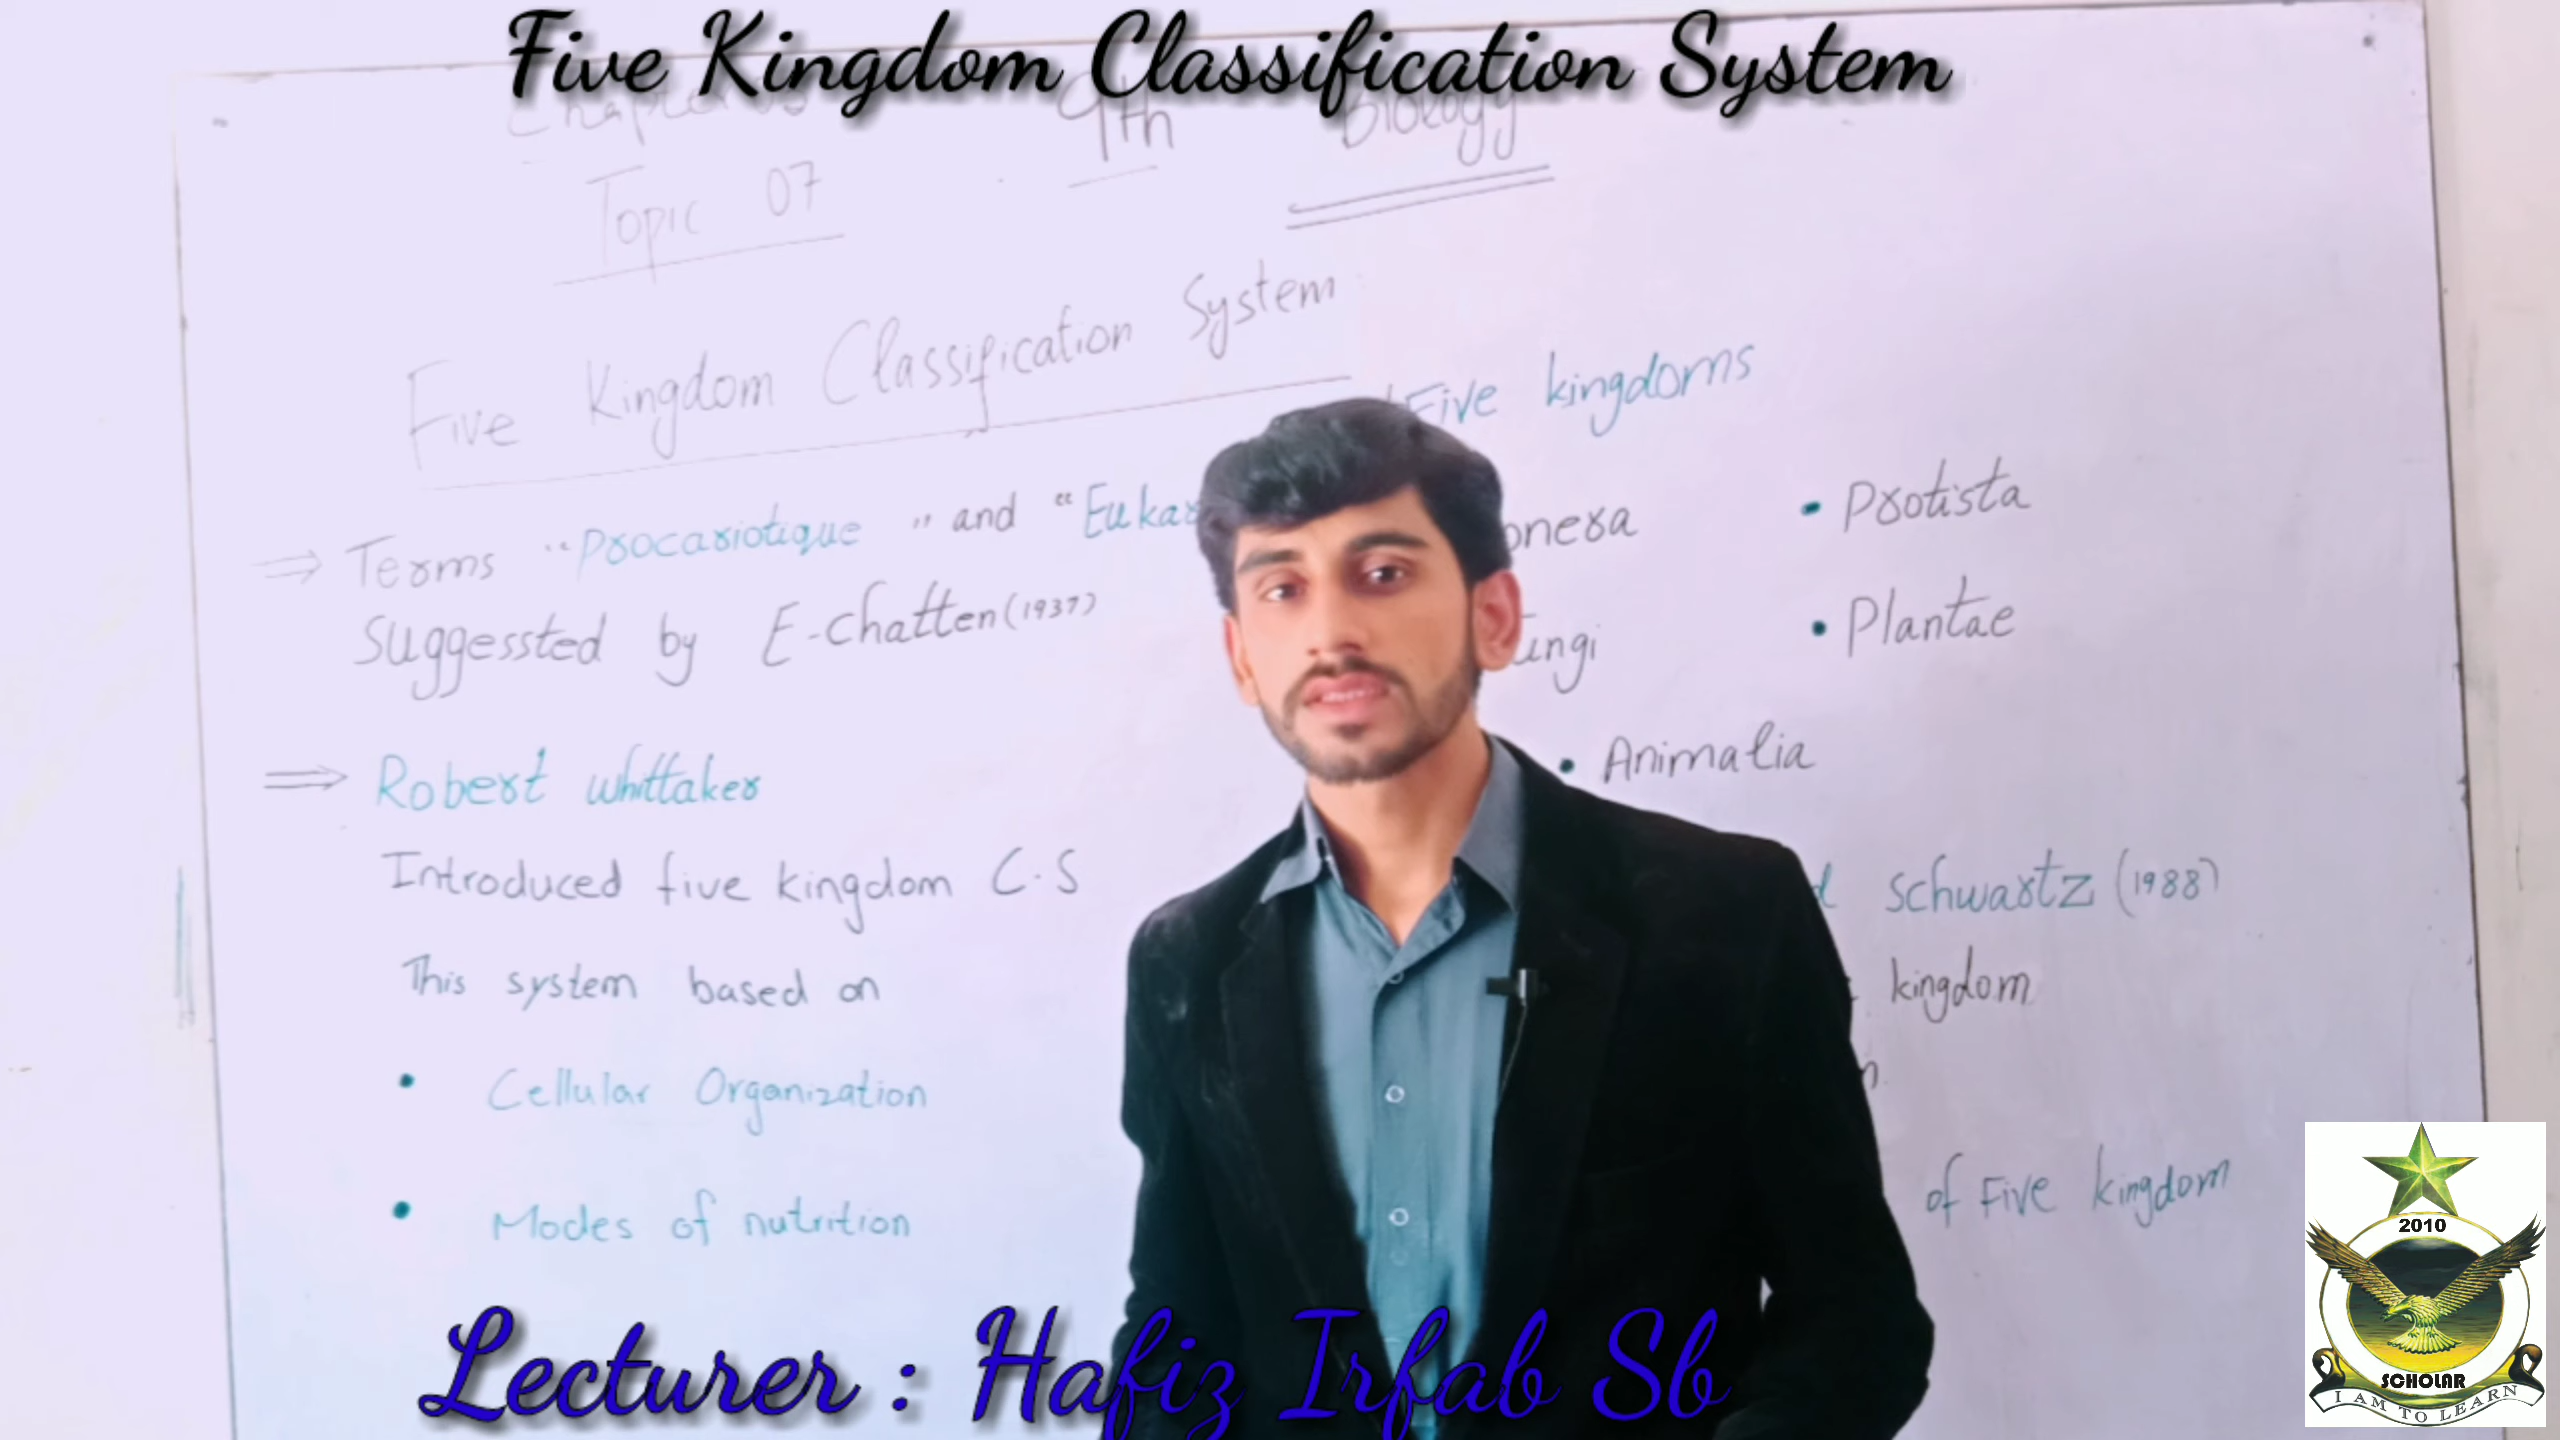 Five Kingdom Classification System
9th Biology
Topic 07
Five Kingdom Classification System
⇒ Terms "Procariotique" and "Eukar
Suggessted by E-Chatten (1937)
⇒ Robert Whittaker
Introduced five kingdom C.S
This system based on
• Cellular Organization
• Modes of nutrition
Five kingdoms
onera
• Protista
ungi
• Plantae
• Animalia
d Schwartz (1988)
kingdom
n
of Five kingdom
Lecturer : Hafiz Irfab Sb
2010
SCHOLAR
I AM TO LEARN